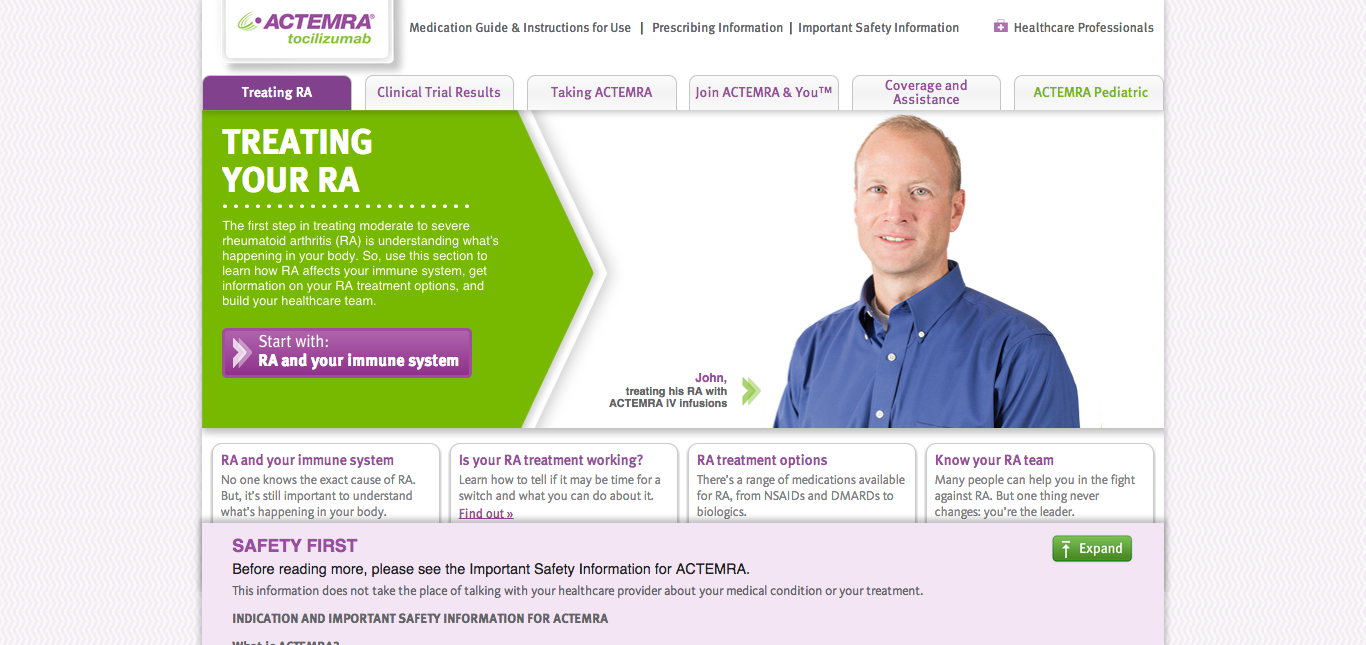 ACTEMRA®
tocilizumab
Medication Guide & Instructions for Use | Prescribing Information | Important Safety Information
Healthcare Professionals
Treating RA
Clinical Trial Results
Taking ACTEMRA
Join ACTEMRA & You™
Coverage and
Assistance
ACTEMRA Pediatric
TREATING
YOUR RA
The first step in treating moderate to severe
rheumatoid arthritis (RA) is understanding what's
happening in your body. So, use this section to
learn how RA affects your immune system, get
information on your RA treatment options, and
build your healthcare team.
Start with:
RA and your immune system
John,
treating his RA with
ACTEMRA IV infusions
RA and your immune system
No one knows the exact cause of RA.
But, it's still important to understand
what's happening in your body.
Is your RA treatment working?
Learn how to tell if it may be time for a
switch and what you can do about it.
Find out »
RA treatment options
There's a range of medications available
for RA, from NSAIDs and DMARDs to
biologics.
Know your RA team
Many people can help you in the fight
against RA. But one thing never
changes: you're the leader.
SAFETY FIRST
Expand
Before reading more, please see the Important Safety Information for ACTEMRA.
This information does not take the place of talking with your healthcare provider about your medical condition or your treatment.
INDICATION AND IMPORTANT SAFETY INFORMATION FOR ACTEMRA
What is ACTEMRA?